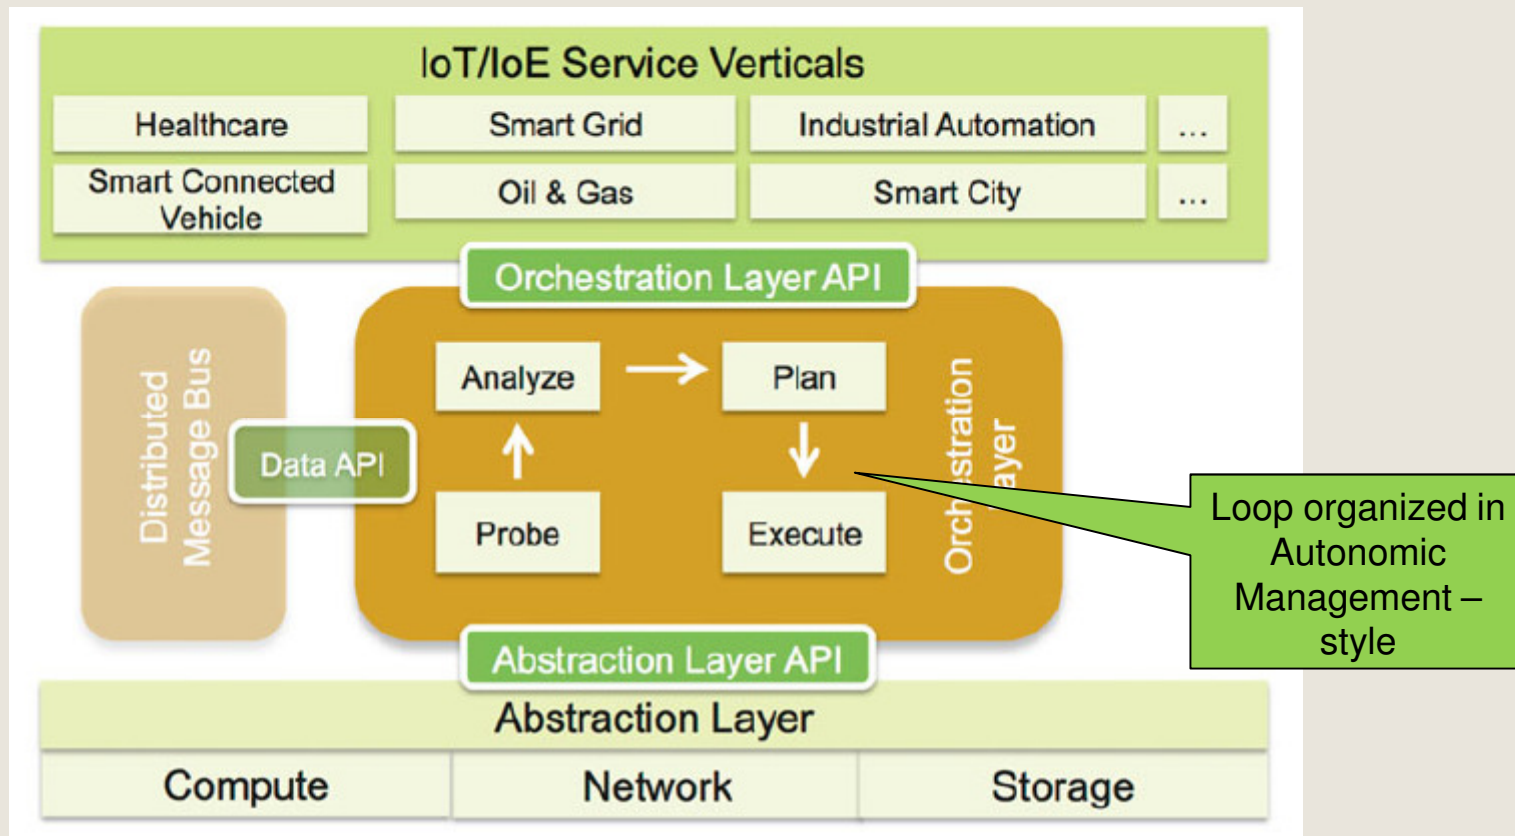 IoT/IoE Service Verticals
Healthcare
Smart Grid
Industrial Automation
...
Smart Connected
Vehicle
Oil & Gas
Smart City
...
Orchestration Layer API
Distributed
Message Bus
Data API
Analyze
Plan
Probe
Execute
Orchestration
ayer
Loop organized in
Autonomic
Management –
style
Abstraction Layer API
Abstraction Layer
Compute
Network
Storage